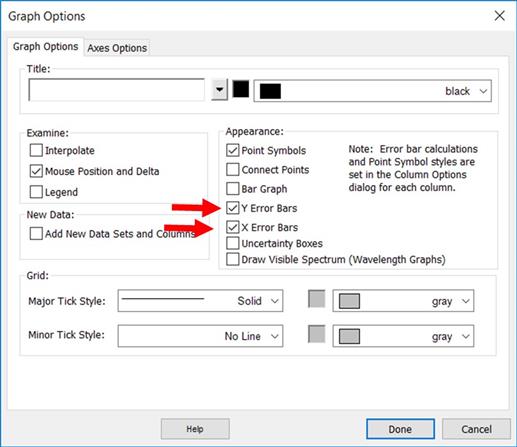 Graph Options
Graph Options Axes Options
Title:
black
Examine:
Interpolate
Mouse Position and Delta
Legend
New Data:
Add New Data Sets and Columns
Appearance:
Point Symbols
Connect Points
Bar Graph
Y Error Bars
X Error Bars
Uncertainty Boxes
Draw Visible Spectrum (Wavelength Graphs)
Note: Error bar calculations
and Point Symbol styles are
set in the Column Options
dialog for each column.
Grid:
Major Tick Style: Solid gray
Minor Tick Style: No Line gray
Help Done Cancel